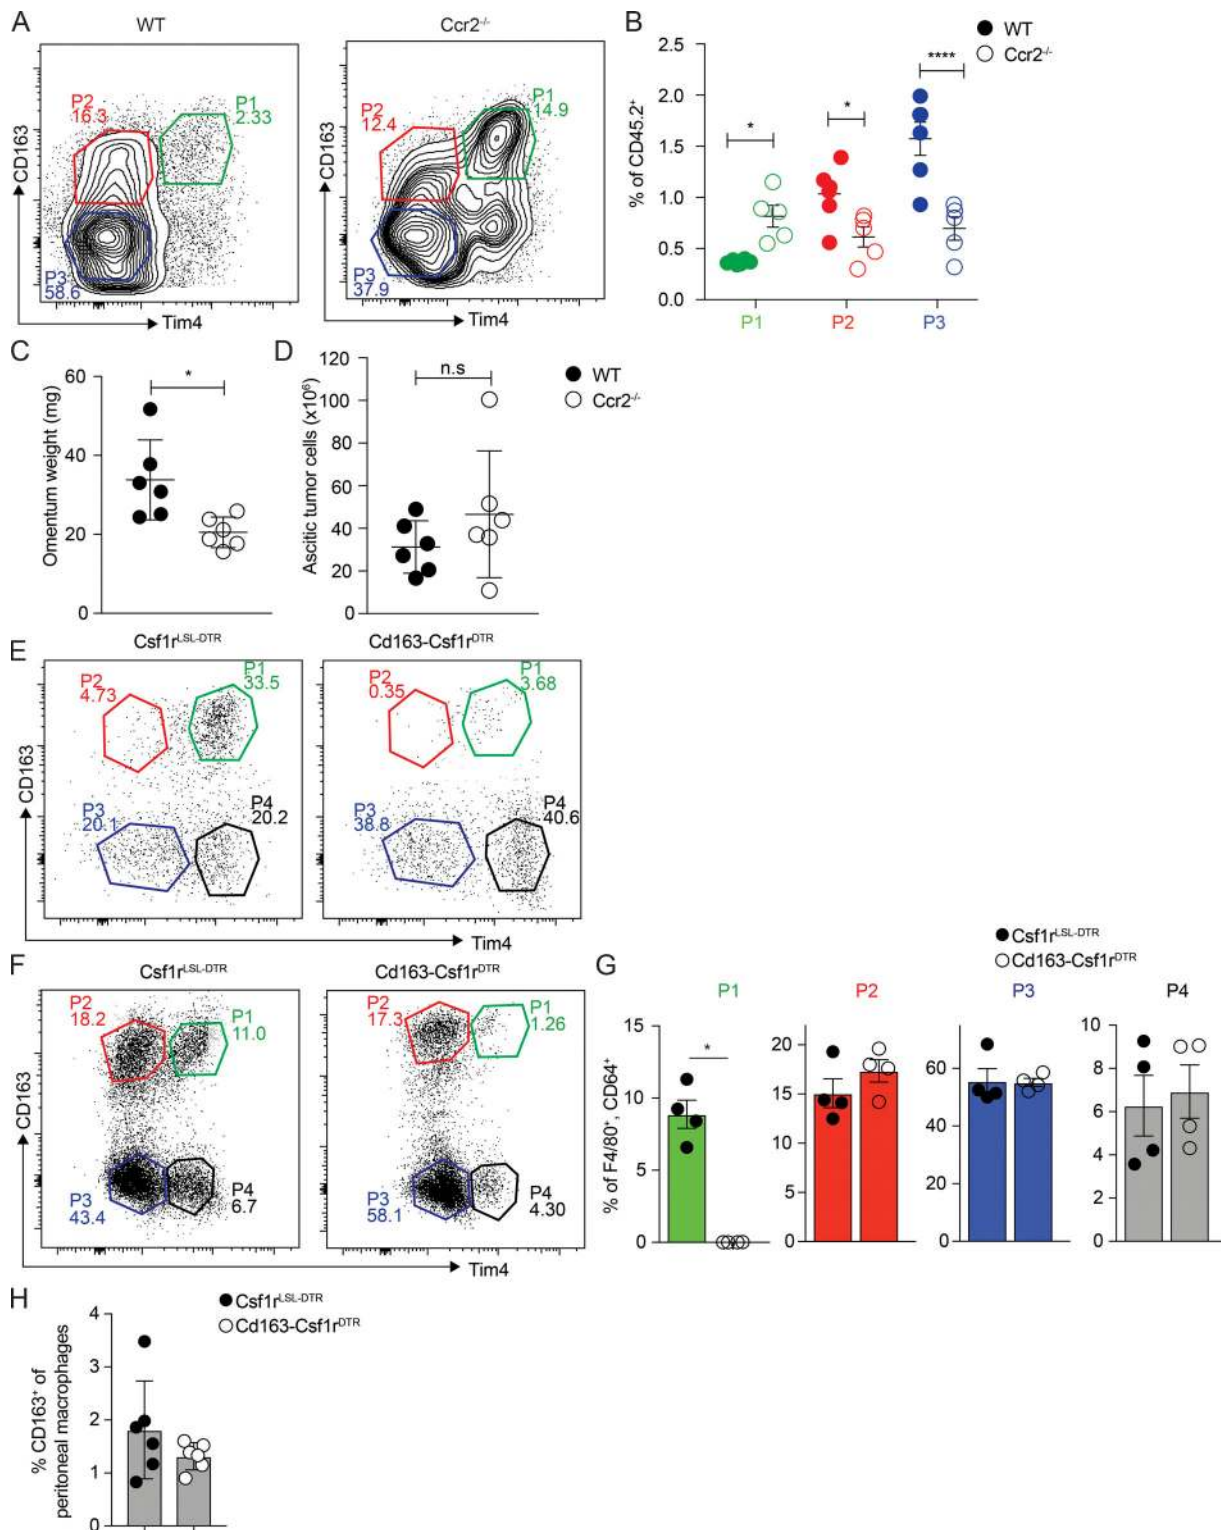 A
WT
Ccr2-/-
CD163
P2
16.3
P1
2.33
P3
58.6
Tim4
CD163
P2
12.4
P1
14.9
P3
37.9
Tim4
B
WT
Ccr2-/-
% of CD45.2+
2.5
2.0
1.5
1.0
0.5
0.0
*
*
****
P1
P2
P3
C
Omentum weight (mg)
60
40
20
0
*
D
Ascitic tumor cells (x10⁶)
120
100
80
60
40
20
0
n.s
WT
Ccr2-/-
E
Csf1rLSL-DTR
Cd163-Csf1rDTR
CD163
P2
4.73
P1
33.5
P3
20.1
P4
20.2
P2
0.35
P1
3.68
P3
38.8
P4
40.6
Tim4
F
Csf1rLSL-DTR
Cd163-Csf1rDTR
CD163
P2
18.2
P1
11.0
P3
43.4
P4
6.7
P2
17.3
P1
1.26
P3
58.1
P4
4.30
Tim4
G
Csf1rLSL-DTR
Cd163-Csf1rDTR
P1
P2
P3
P4
% of F4/80+, CD64+
15
10
5
0
*
20
15
10
5
0
80
60
40
20
0
10
8
6
4
2
0
H
Csf1rLSL-DTR
Cd163-Csf1rDTR
% CD163+ of
peritoneal macrophages
4
3
2
1
0